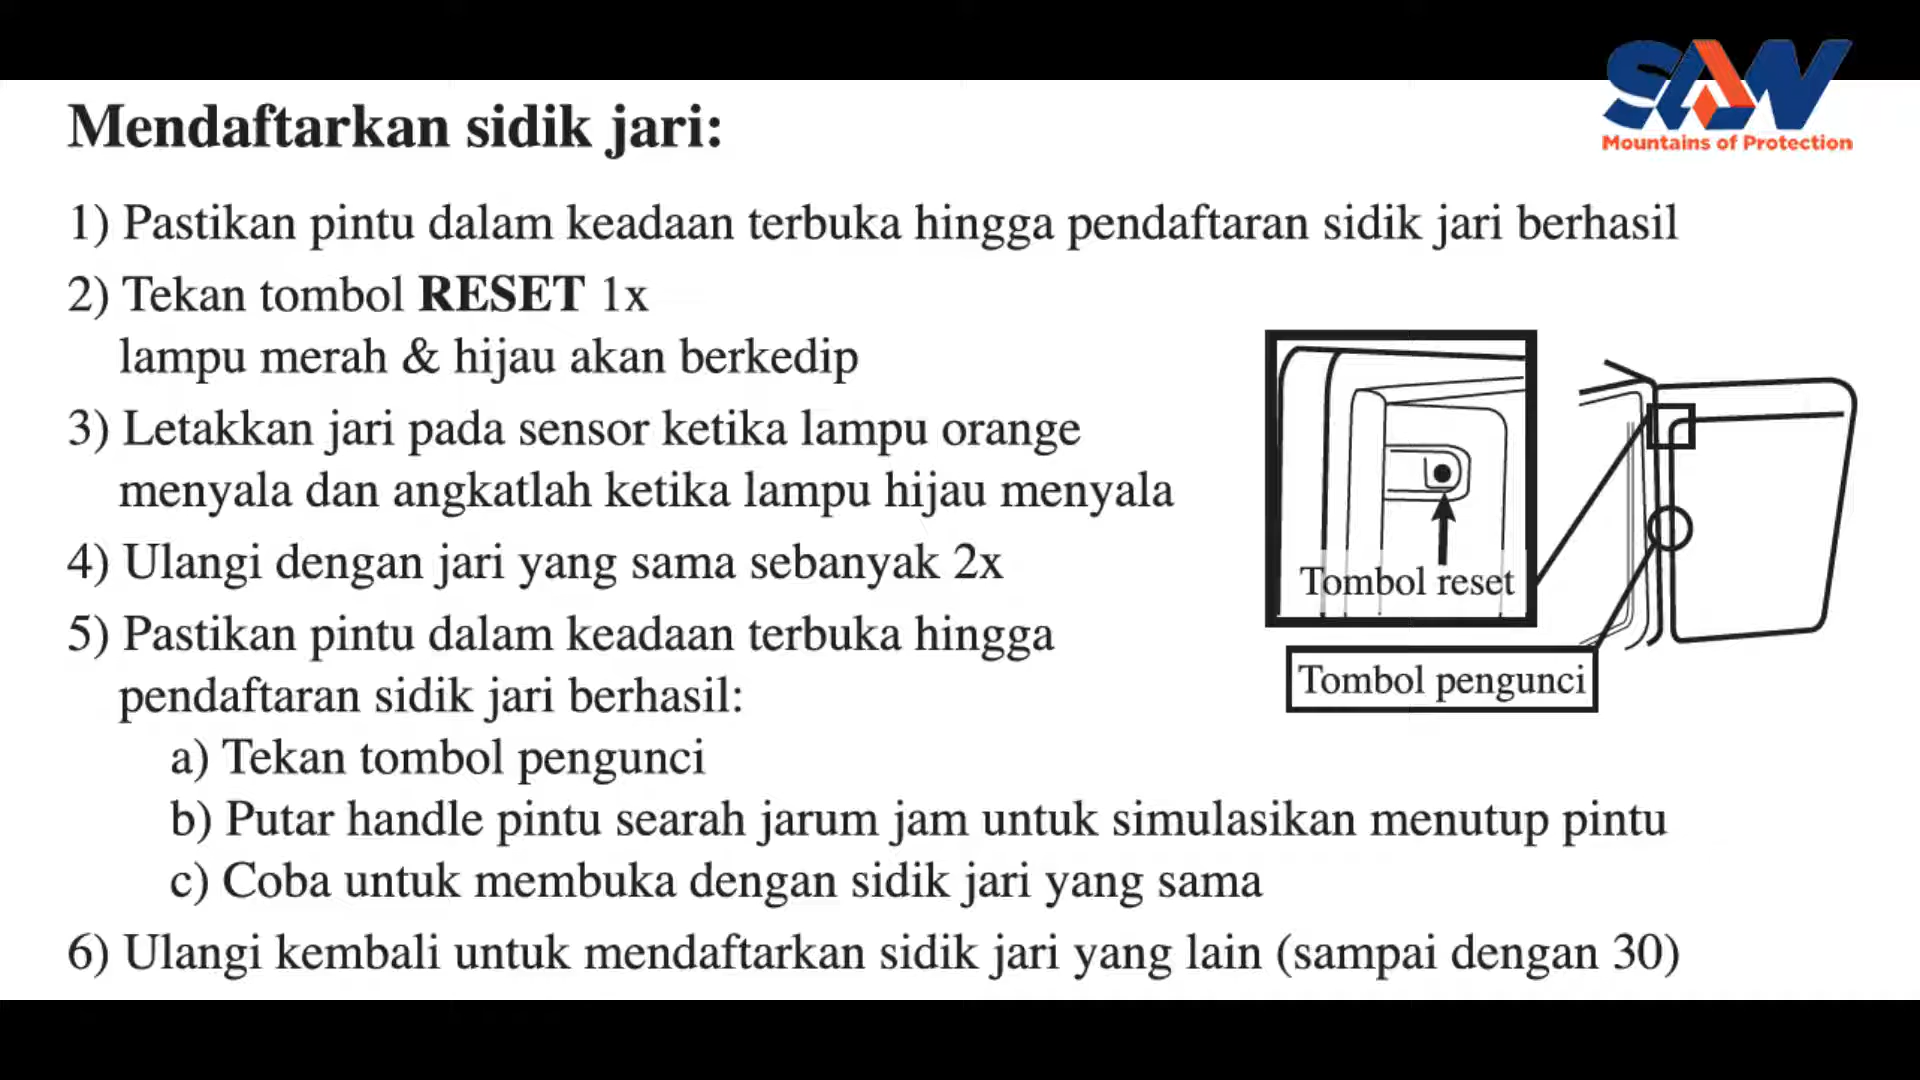 SAW
Mountains of Protection
Mendaftarkan sidik jari:
1) Pastikan pintu dalam keadaan terbuka hingga pendaftaran sidik jari berhasil
2) Tekan tombol RESET 1x
lampu merah & hijau akan berkedip
3) Letakkan jari pada sensor ketika lampu orange
menyala dan angkatlah ketika lampu hijau menyala
4) Ulangi dengan jari yang sama sebanyak 2x
5) Pastikan pintu dalam keadaan terbuka hingga
pendaftaran sidik jari berhasil:
a) Tekan tombol pengunci
b) Putar handle pintu searah jarum jam untuk simulasikan menutup pintu
c) Coba untuk membuka dengan sidik jari yang sama
6) Ulangi kembali untuk mendaftarkan sidik jari yang lain (sampai dengan 30)
Tombol reset
Tombol pengunci